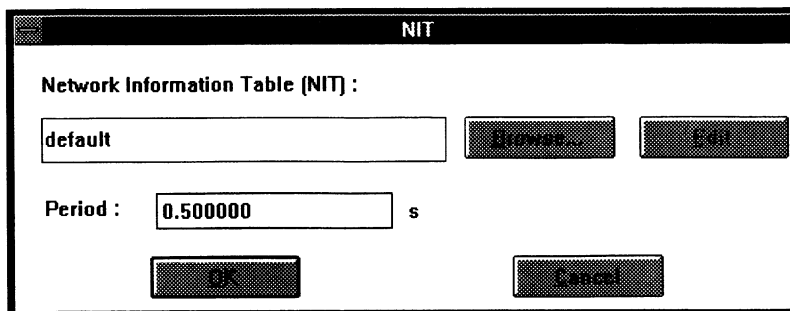 NIT
Network Information Table (NIT) :
default Browse... Edit
Period : 0.500000 s
OK Cancel